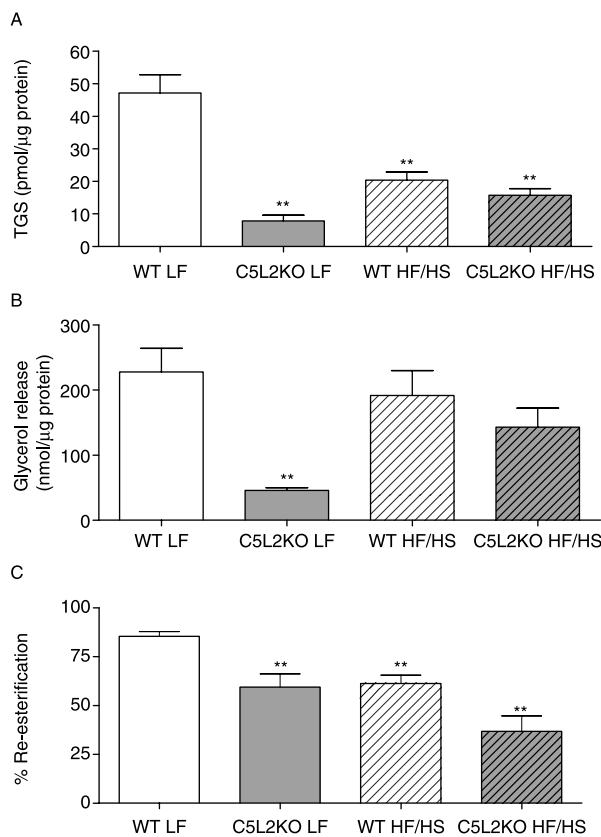 A
TGS (pmol/µg protein)
60
50
40
30
20
10
0
**
**
**
WT LF
C5L2KO LF
WT HF/HS
C5L2KO HF/HS
B
Glycerol release
(nmol/µg protein)
300
200
100
0
**
WT LF
C5L2KO LF
WT HF/HS
C5L2KO HF/HS
C
% Re-esterification
100
75
50
25
0
**
**
**
WT LF
C5L2KO LF
WT HF/HS
C5L2KO HF/HS